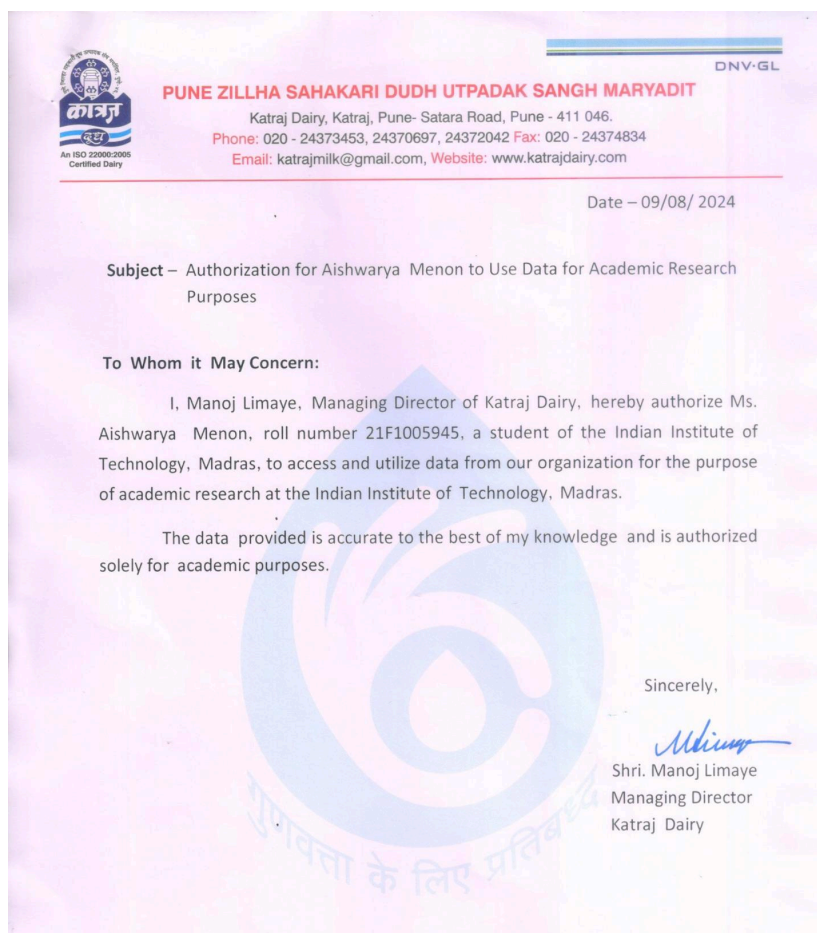 DNV·GL
कात्रज
दूध
An ISO 22000:2005
Certified Dairy
PUNE ZILLHA SAHAKARI DUDH UTPADAK SANGH MARYADIT
Katraj Dairy, Katraj, Pune- Satara Road, Pune - 411 046.
Phone: 020 - 24373453, 24370697, 24372042 Fax: 020 - 24374834
Email: katrajmilk@gmail.com, Website: www.katrajdairy.com
Date – 09/08/ 2024
Subject – Authorization for Aishwarya Menon to Use Data for Academic Research
Purposes
To Whom it May Concern:
I, Manoj Limaye, Managing Director of Katraj Dairy, hereby authorize Ms.
Aishwarya Menon, roll number 21F1005945, a student of the Indian Institute of
Technology, Madras, to access and utilize data from our organization for the purpose
of academic research at the Indian Institute of Technology, Madras.
The data provided is accurate to the best of my knowledge and is authorized
solely for academic purposes.
Sincerely,
Shri. Manoj Limaye
Managing Director
Katraj Dairy
गुणवत्ता के लिए प्रतिबध्द